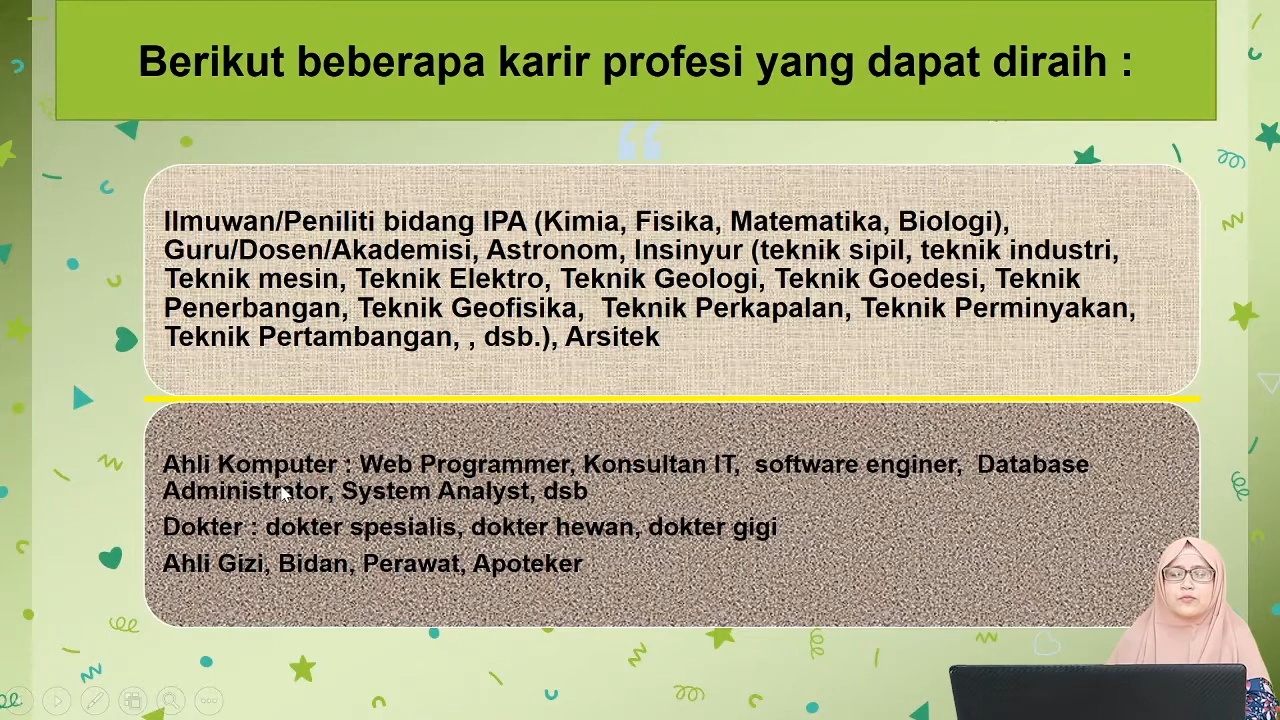 Berikut beberapa karir profesi yang dapat diraih :
Ilmuwan/Peniliti bidang IPA (Kimia, Fisika, Matematika, Biologi),
Guru/Dosen/Akademisi, Astronom, Insinyur (teknik sipil, teknik industri,
Teknik mesin, Teknik Elektro, Teknik Geologi, Teknik Goedesi, Teknik
Penerbangan, Teknik Geofisika, Teknik Perkapalan, Teknik Perminyakan,
Teknik Pertambangan, , dsb.), Arsitek
Ahli Komputer : Web Programmer, Konsultan IT, software enginer, Database
Administrator, System Analyst, dsb
Dokter : dokter spesialis, dokter hewan, dokter gigi
Ahli Gizi, Bidan, Perawat, Apoteker